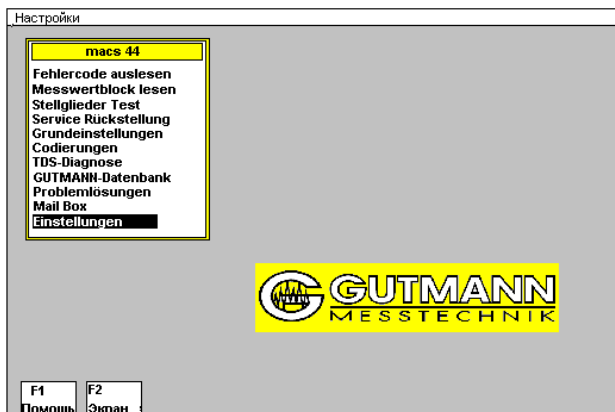 Настройки
macs 44
Fehlercode auslesen
Messwertblock lesen
Stellglieder Test
Service Rückstellung
Grundeinstellungen
Codierungen
TDS-Diagnose
GUTMANN-Datenbank
Problemlösungen
Mail Box
Einstellungen
GUTMANN
MESSTECHNIK
F1 F2
Помощь Экран